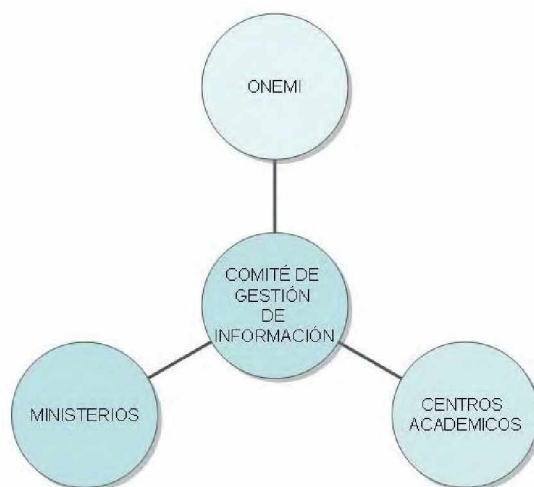 ONEMI
COMITÉ DE
GESTIÓN
DE
INFORMACIÓN
MINISTERIOS
CENTROS
ACADEMICOS